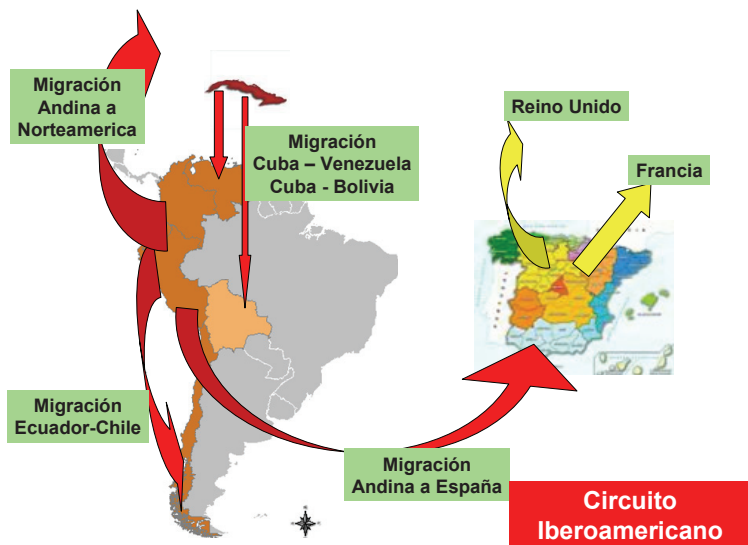 Migración
Andina a
Norteamerica
Migración
Cuba – Venezuela
Cuba - Bolivia
Reino Unido
Francia
Migración
Ecuador-Chile
Migración
Andina a España
Circuito
Iberoamericano